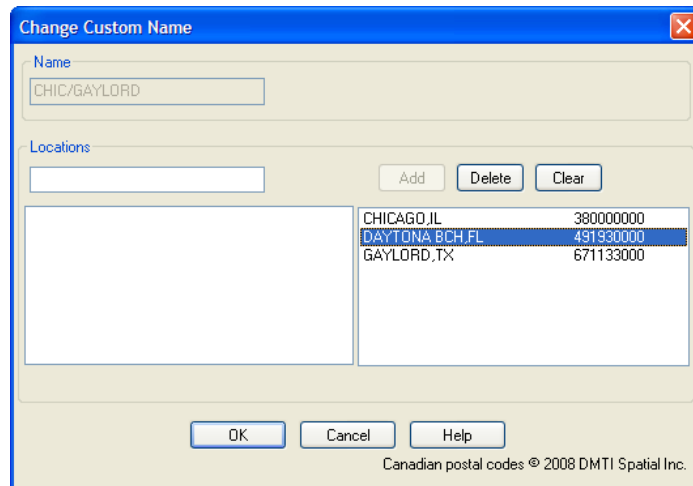 Change Custom Name
Name
CHIC/GAYLORD
Locations
Add Delete Clear
CHICAGO,IL 380000000
DAYTONA BCH,FL 491930000
GAYLORD,TX 671133000
OK Cancel Help
Canadian postal codes © 2008 DMTI Spatial Inc.